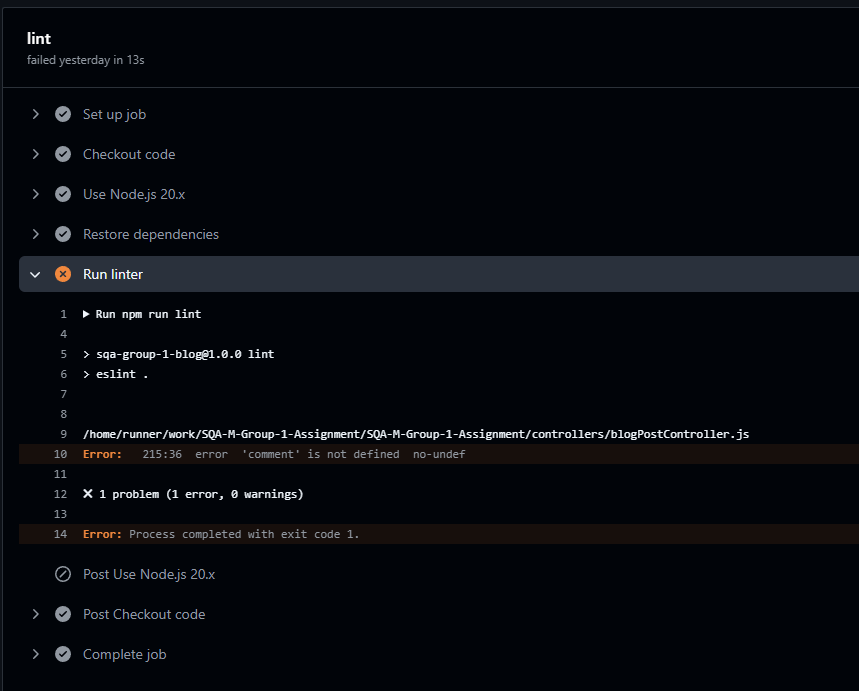 lint
failed yesterday in 13s
Set up job
Checkout code
Use Node.js 20.x
Restore dependencies
Run linter
1 ▶ Run npm run lint
4
5 > sqa-group-1-blog@1.0.0 lint
6 > eslint .
7
8
9 /home/runner/work/SQA-M-Group-1-Assignment/SQA-M-Group-1-Assignment/controllers/blogPostController.js
10 Error:   215:36  error  'comment' is not defined  no-undef
11
12 ✕ 1 problem (1 error, 0 warnings)
13
14 Error: Process completed with exit code 1.
Post Use Node.js 20.x
Post Checkout code
Complete job